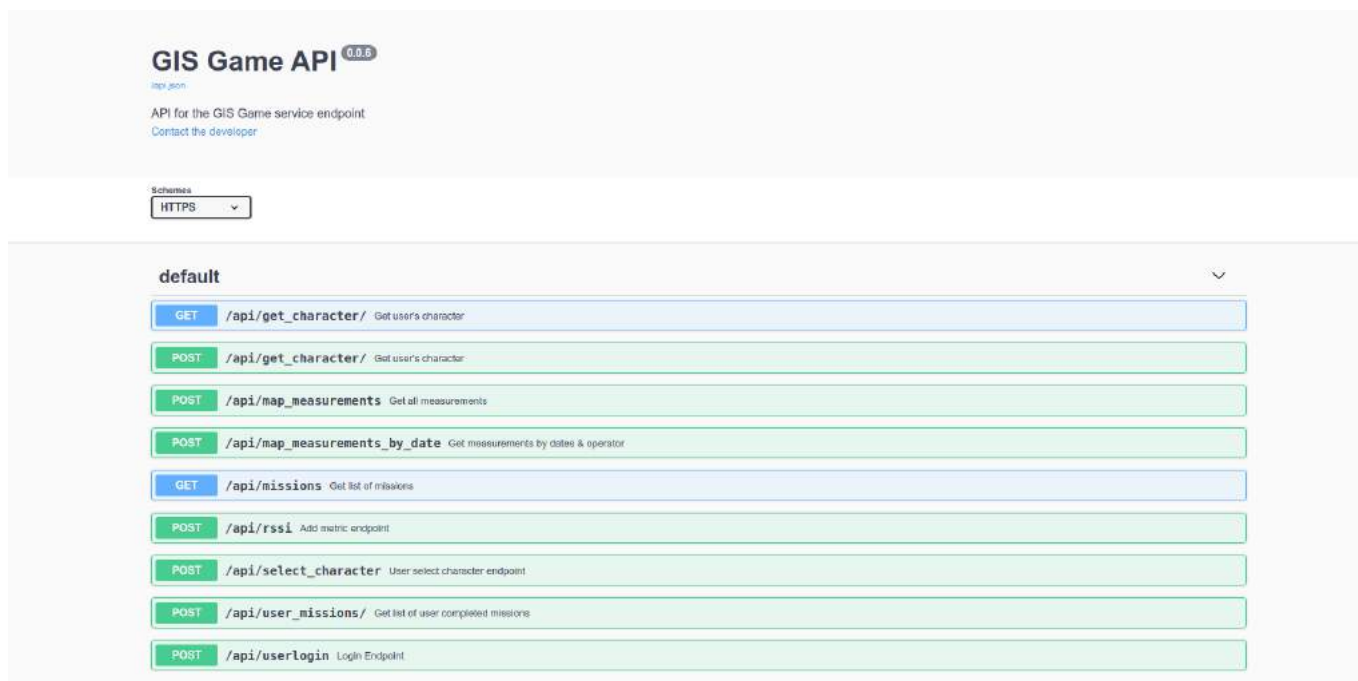 GIS Game API 0.0.6
/api.json
API for the GIS Game service endpoint
Contact the developer
Schemes
HTTPS
default
GET /api/get_character/ Get user's character
POST /api/get_character/ Get user's character
POST /api/map_measurements Get all measurements
POST /api/map_measurements_by_date Get measurements by dates & operator
GET /api/missions Get list of missions
POST /api/rssi Add metric endpoint
POST /api/select_character User select character endpoint
POST /api/user_missions/ Get list of user completed missions
POST /api/userlogin Login Endpoint